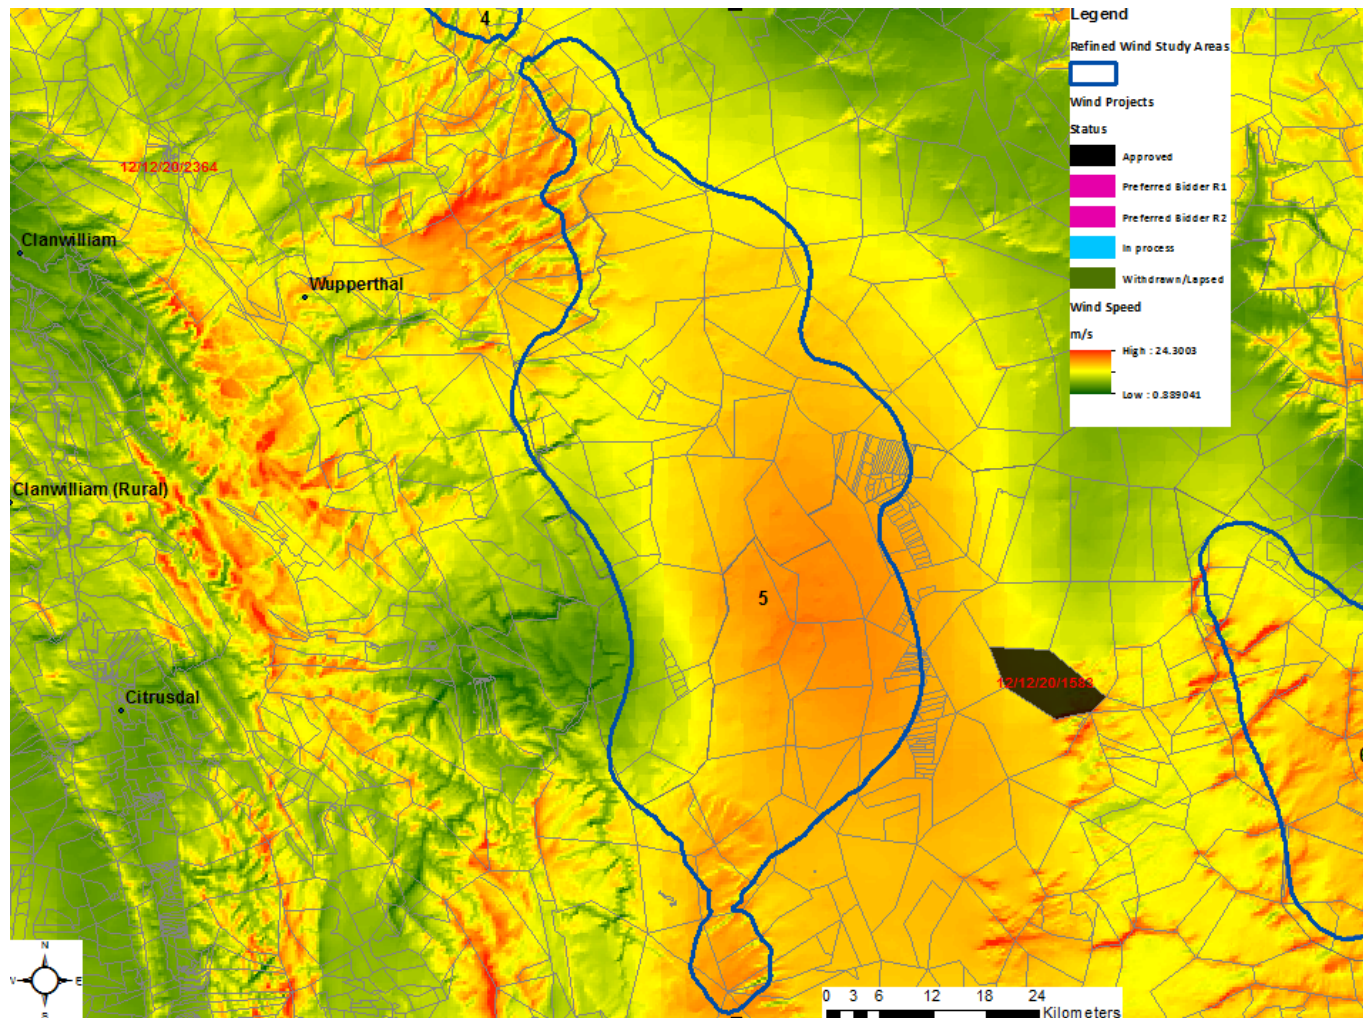 4
Legend
Refined Wind Study Areas
Wind Projects
Status
Approved
Preferred Bidder R1
Preferred Bidder R2
In process
Withdrawn/Lapsed
Wind Speed
m/s
High : 24.3003
Low : 0.889041
12/12/20/2364
Clanwilliam
Wupperthal
Clanwilliam (Rural)
5
12/12/20/1583
Citrusdal
N
E
S
0 3 6 12 18 24
Kilometers